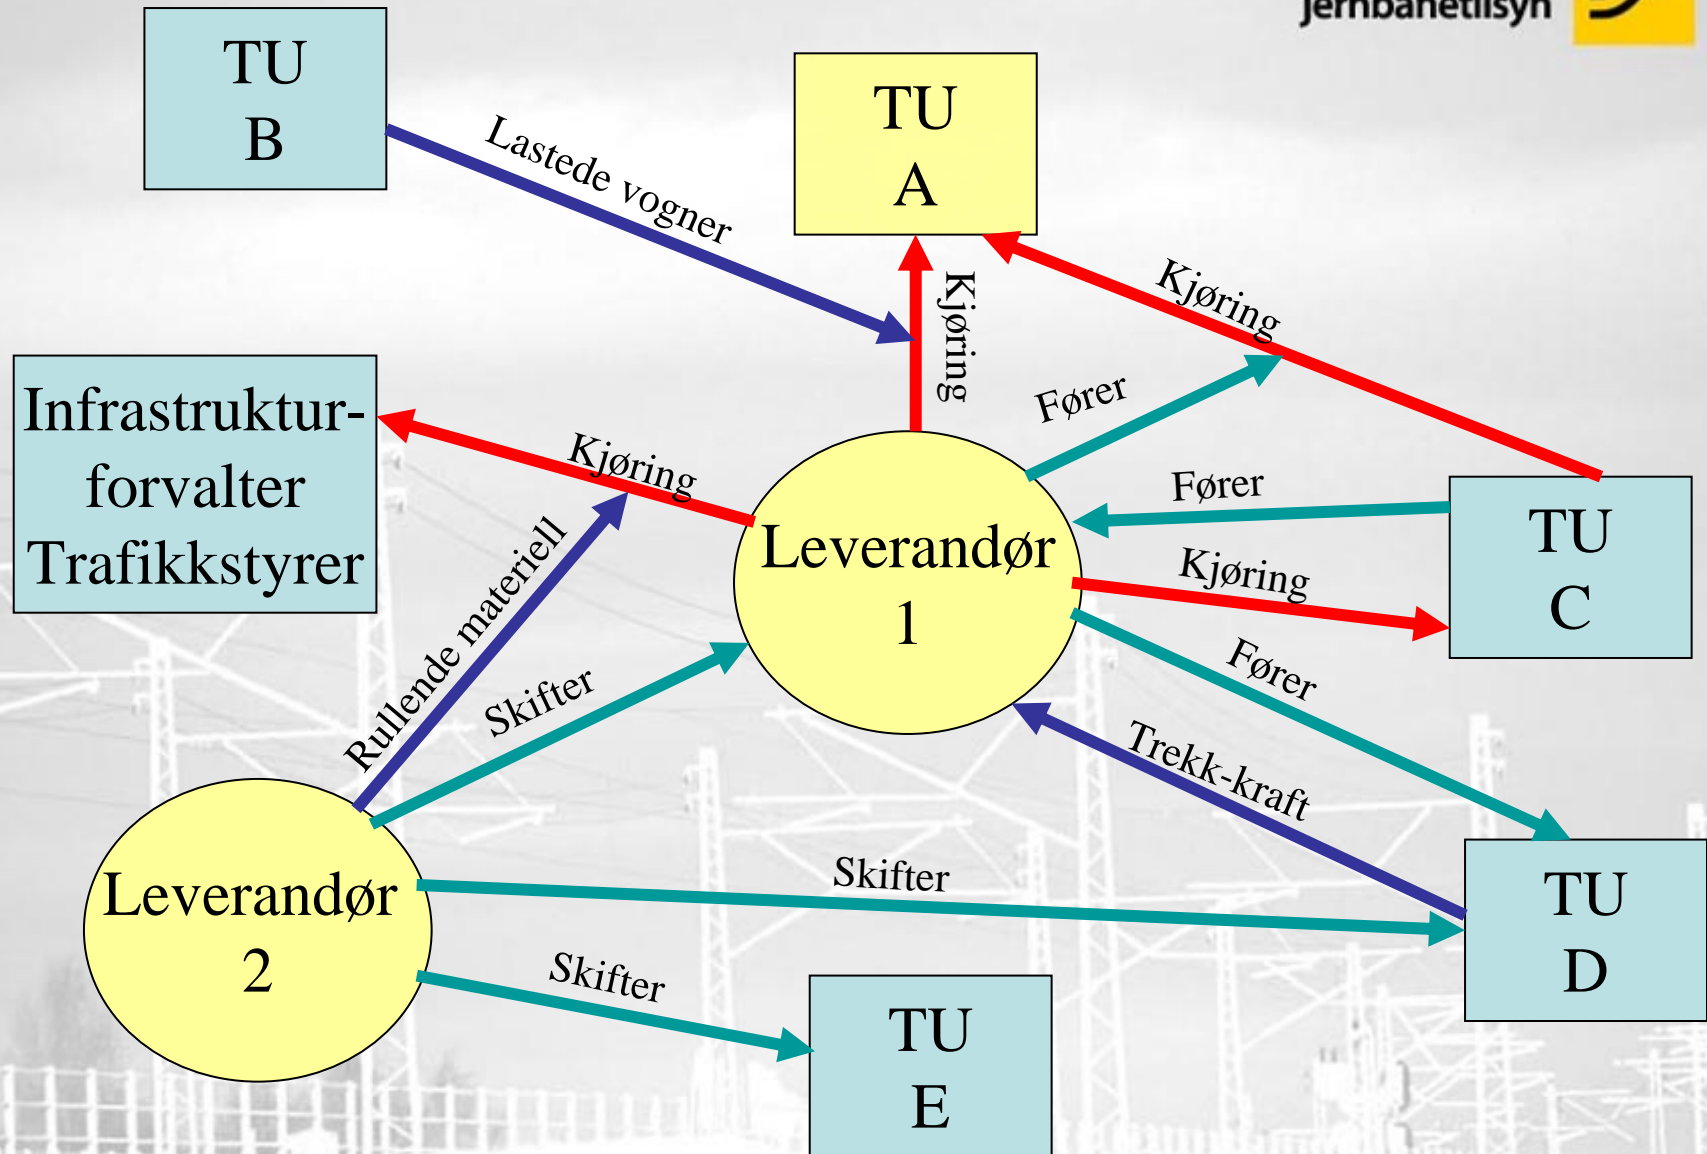 jernbanetilsyn
TU
B
Lastede vogner
TU
A
Kjøring
Kjøring
Fører
Infrastruktur-
forvalter
Trafikkstyrer
Kjøring
Rullende materiell
Leverandør
1
Fører
Kjøring
TU
C
Fører
Skifter
Trekk-kraft
Leverandør
2
Skifter
TU
D
Skifter
TU
E